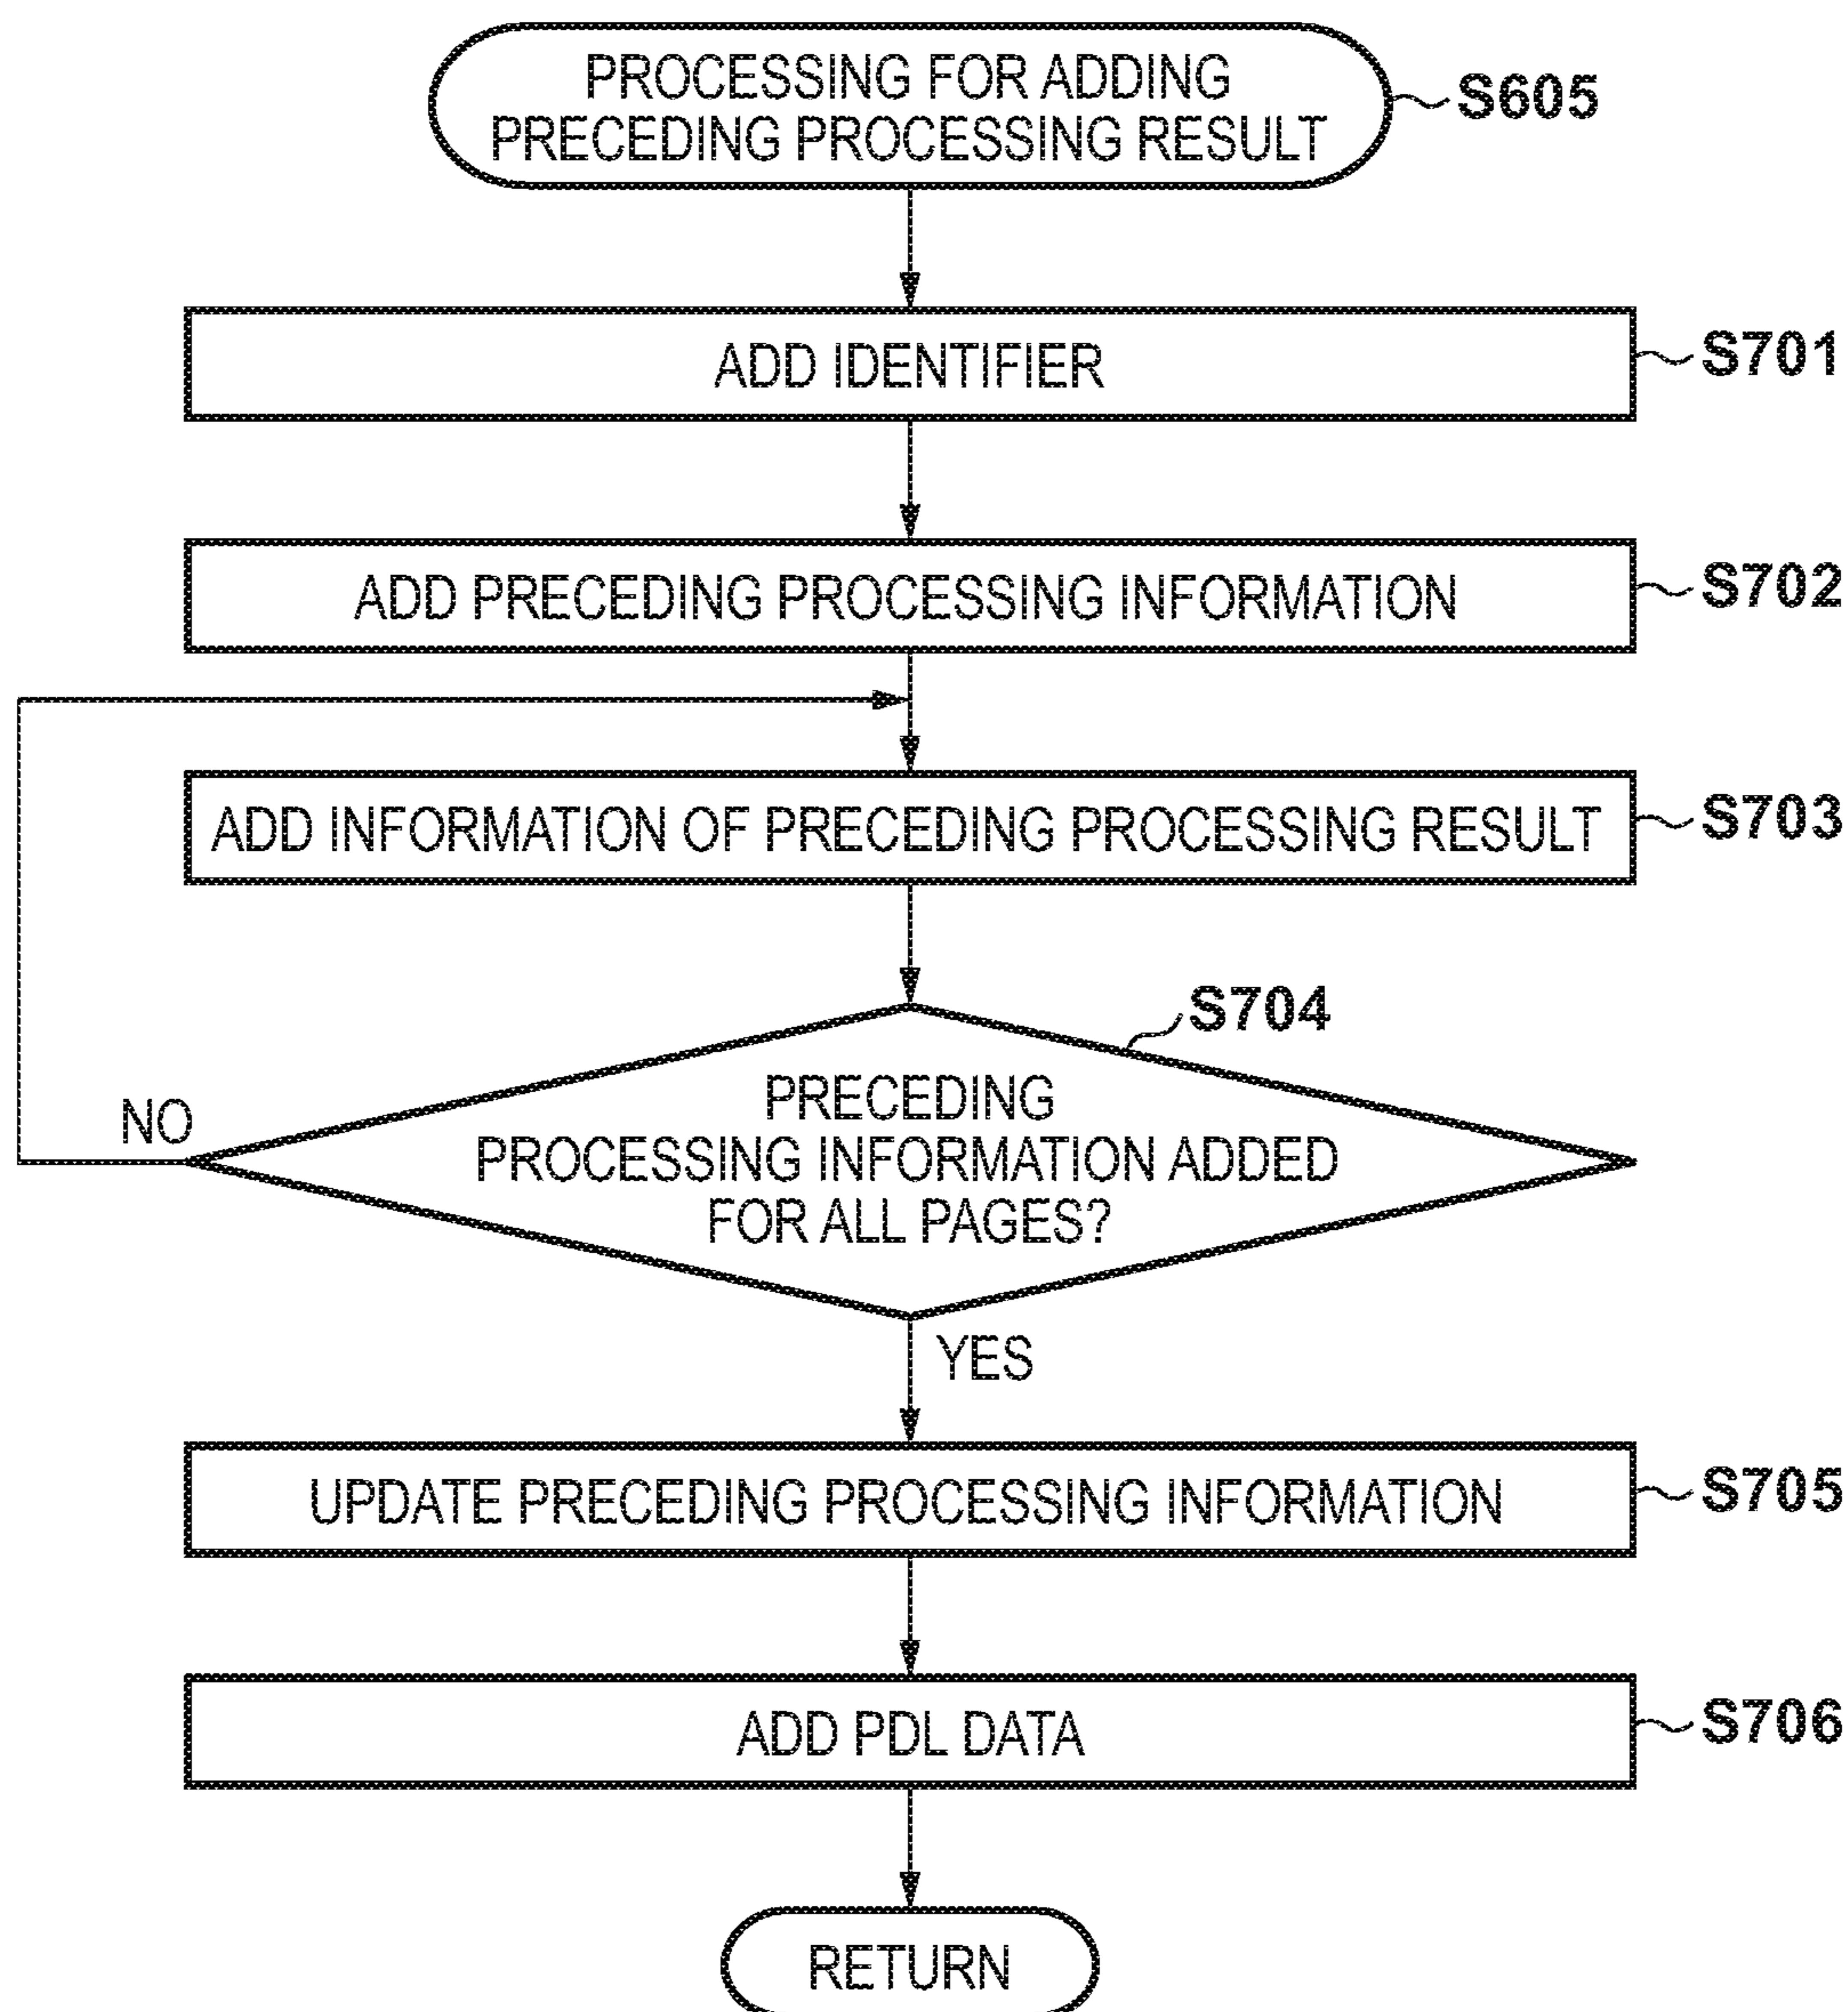 PROCESSING FOR ADDING
PRECEDING PROCESSING RESULT
S605
ADD IDENTIFIER
S701
ADD PRECEDING PROCESSING INFORMATION
S702
ADD INFORMATION OF PRECEDING PROCESSING RESULT
S703
S704
PRECEDING
PROCESSING INFORMATION ADDED
FOR ALL PAGES?
NO
YES
UPDATE PRECEDING PROCESSING INFORMATION
S705
ADD PDL DATA
S706
RETURN